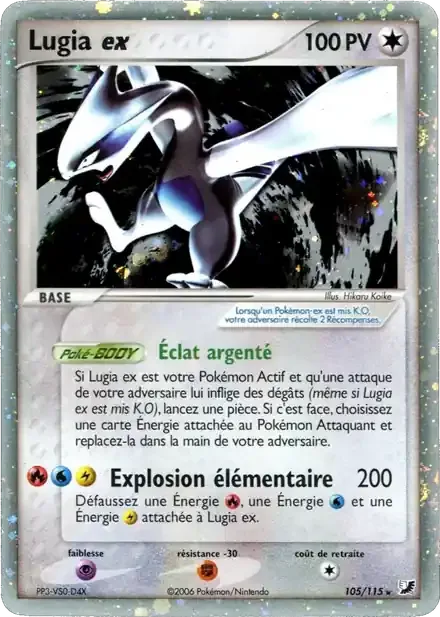 Lugia ex 100 PV
BASE
Illus. Hikaru Koike
Lorsqu'un Pokémon-ex est mis K.O,
votre adversaire récolte 2 Récompenses.
Poké-BODY Éclat argenté
Si Lugia ex est votre Pokémon Actif et qu'une attaque
de votre adversaire lui inflige des dégâts (même si Lugia
ex est mis K.O), lancez une pièce. Si c'est face, choisissez
une carte Énergie attachée au Pokémon Attaquant et
replacez-la dans la main de votre adversaire.
Explosion élémentaire 200
Défaussez une Énergie , une Énergie et une
Énergie attachée à Lugia ex.
faiblesse résistance -30 coût de retraite
PP3-VS0-D4X ©2006 Pokémon/Nintendo 105/115 ★